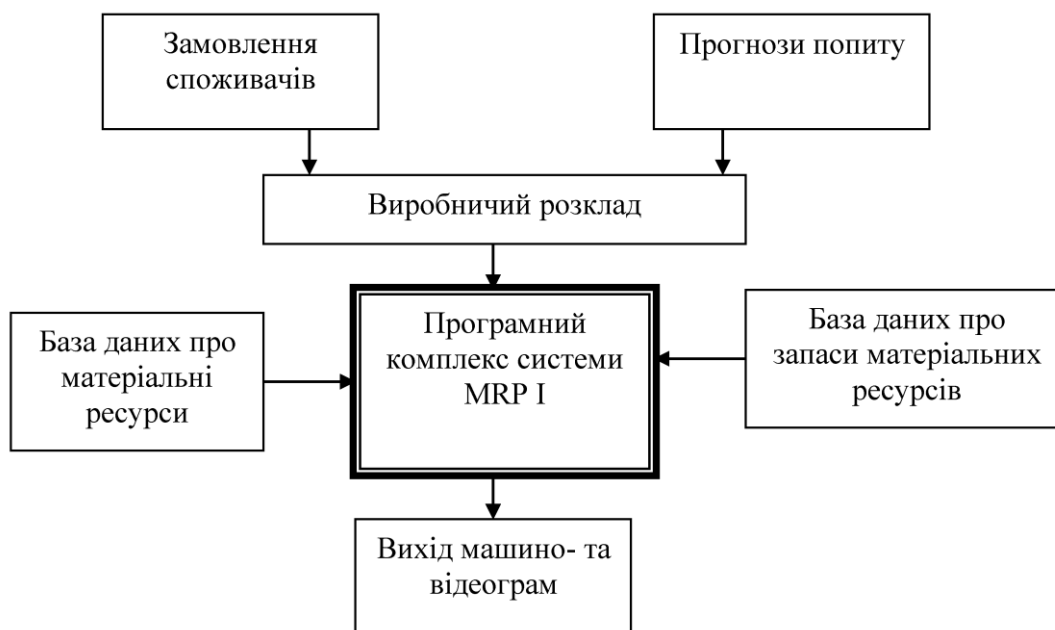 Замовлення
споживачів
Прогнози попиту
Виробничий розклад
База даних про
матеріальні
ресурси
Програмний
комплекс системи
MRP I
База даних про
запаси матеріальних
ресурсів
Вихід машино- та
відеограм